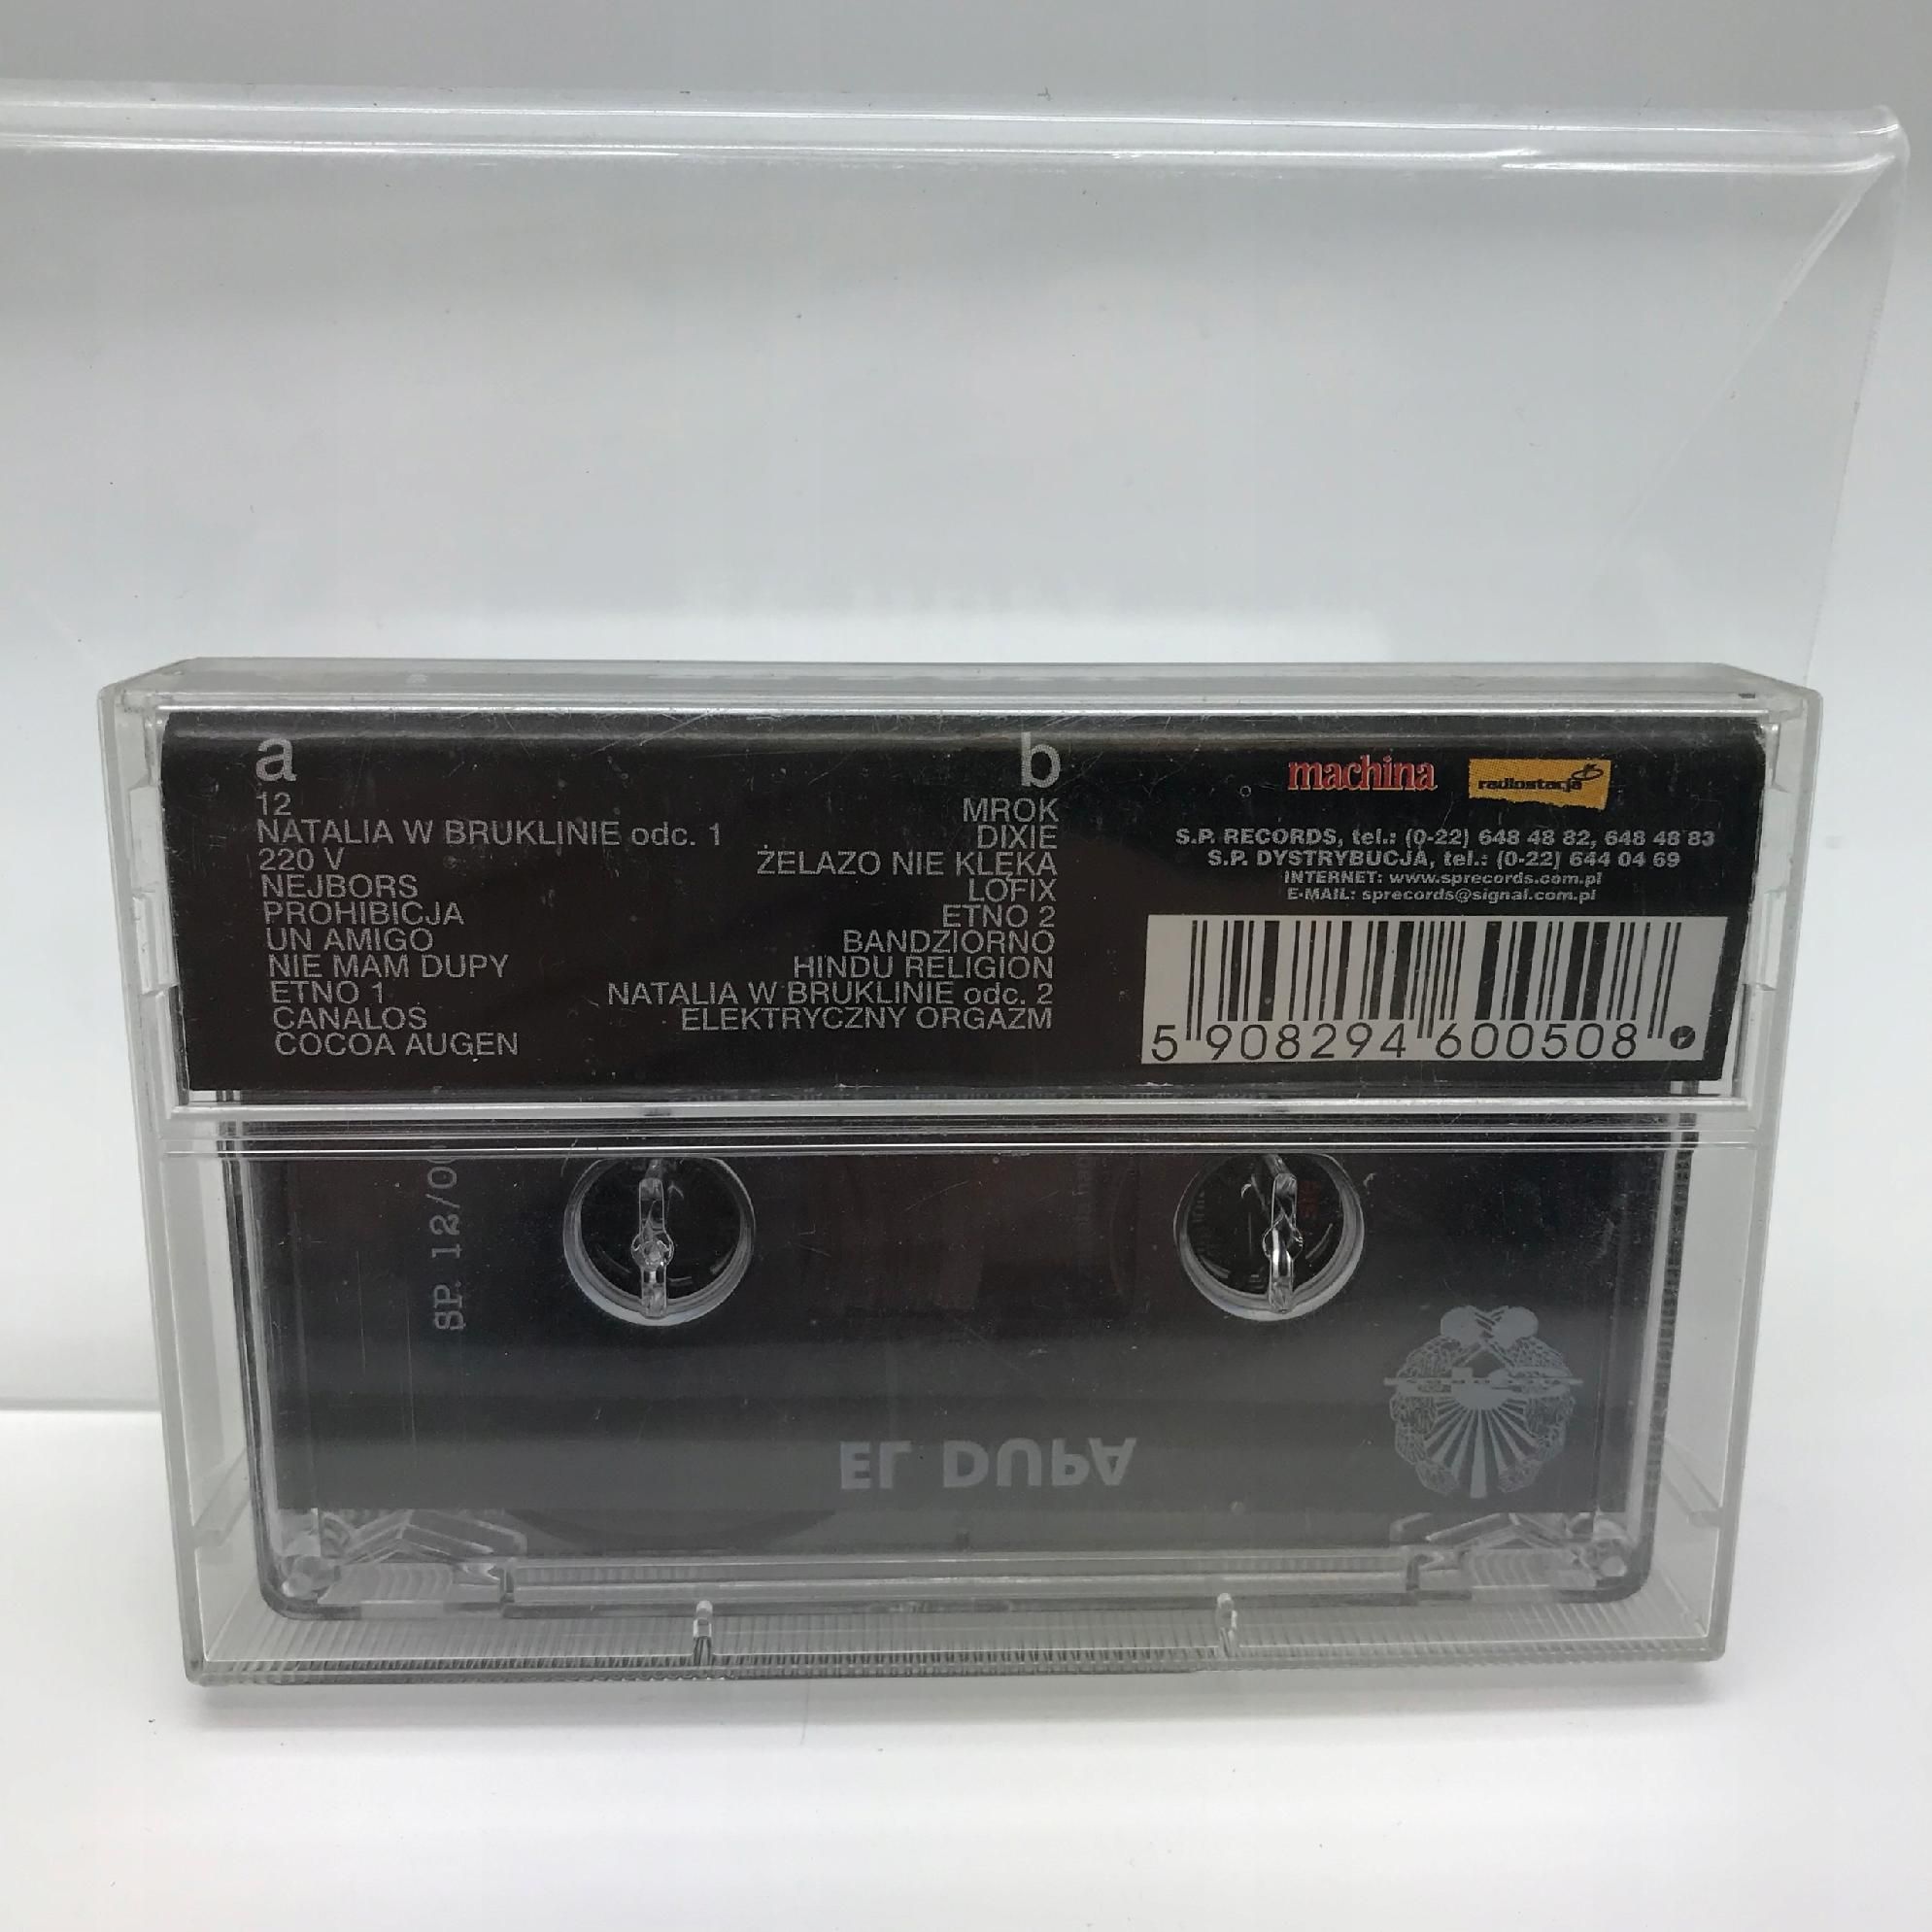 a
12
NATALIA W BRUKLINIE odc. 1
220 V
NEJBORS
PROHIBICJA
UN AMIGO
NIE MAM DUPY
ETNO 1
CANALOS
COCOA AUGEN
b
MROK
DIXIE
ŻELAZO NIE KLĘKA
LOFIX
ETNO 2
BANDZIORNO
HINDU RELIGION
NATALIA W BRUKLINIE odc. 2
ELEKTRYCZNY ORGAZM
machina
radiostacja
S.P. RECORDS, tel.: (0-22) 648 48 82, 648 48 83
S.P. DYSTRYBUCJA, tel.: (0-22) 644 04 69
INTERNET: www.sprecords.com.pl
E-MAIL: sprecords@signal.com.pl
5 908294 600508
SP. 12/0
EL DUPA